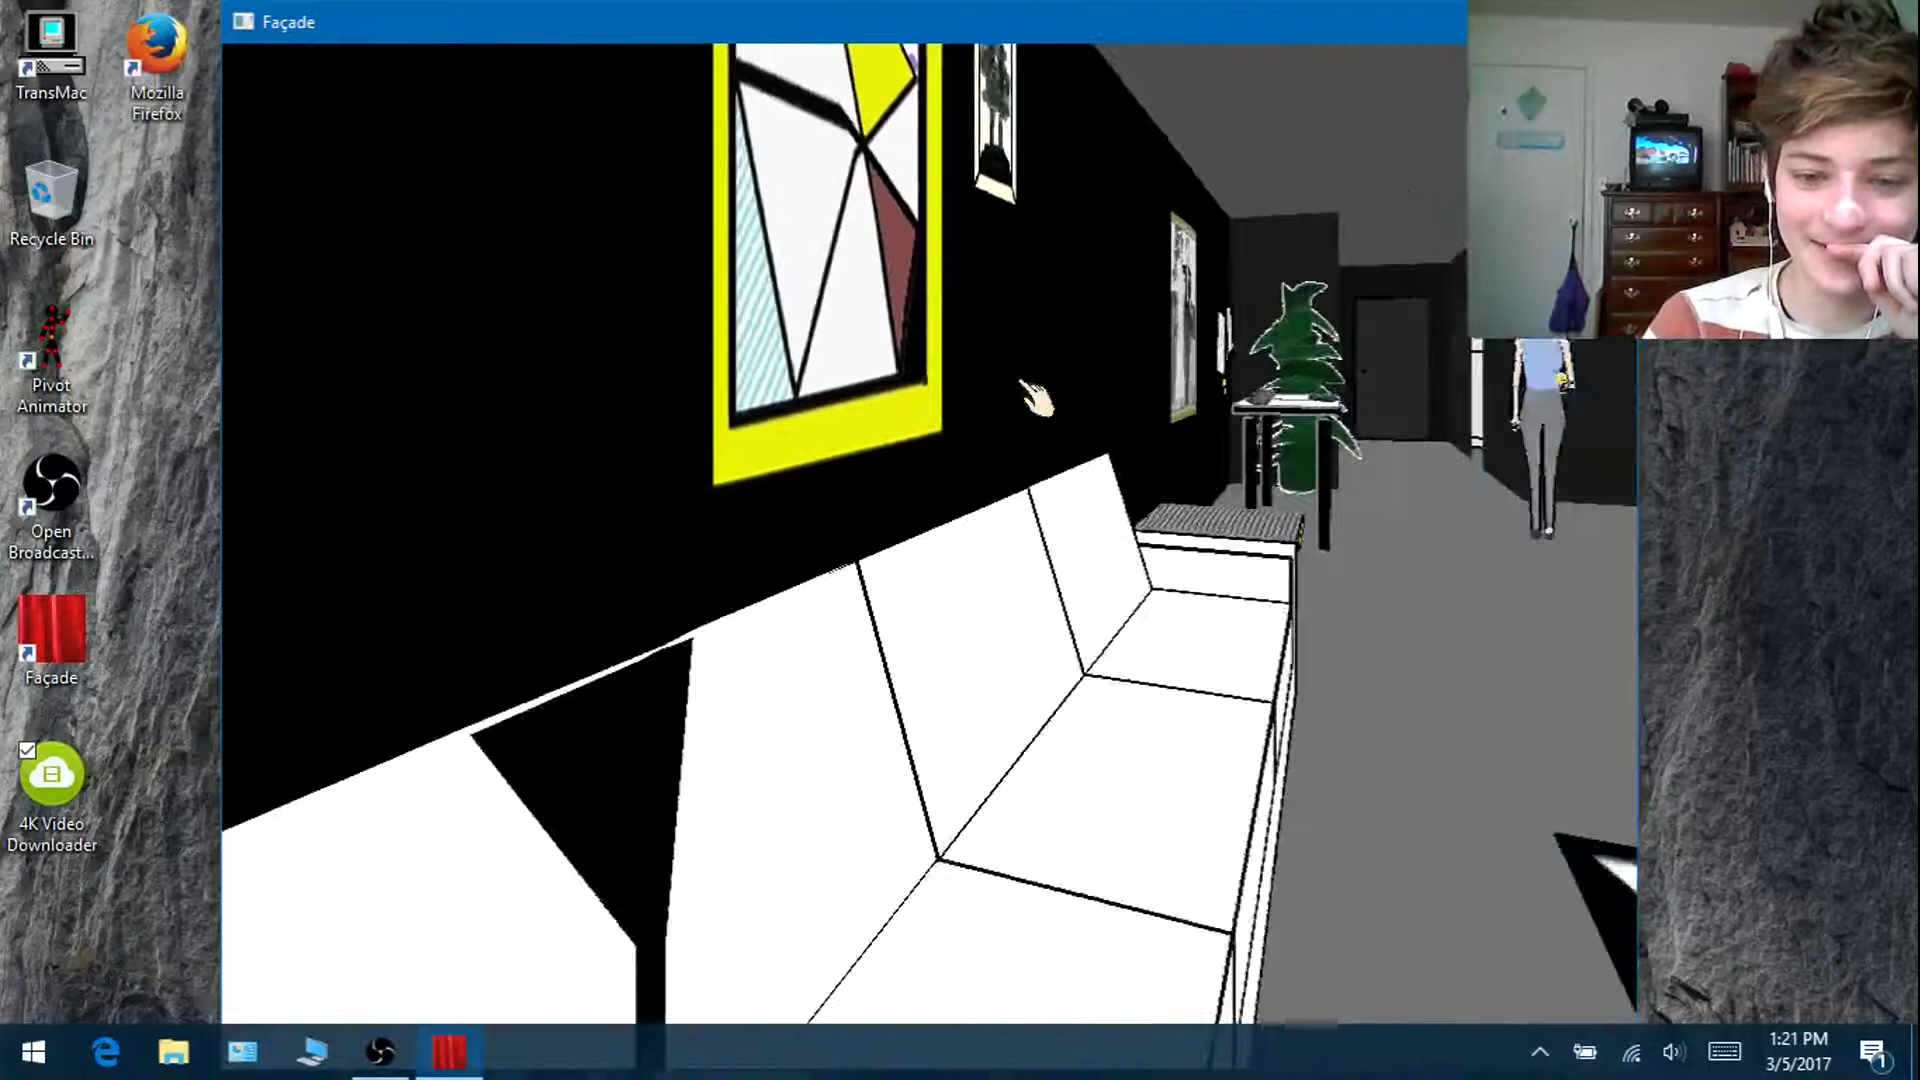 Façade
TransMac
Mozilla
Firefox
Recycle Bin
Pivot
Animator
Open
Broadcast...
Façade
4K Video
Downloader
1:21 PM
3/5/2017
1